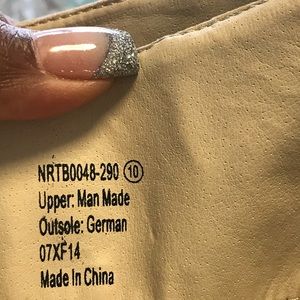 NRTB0048-290 ⑩
Upper: Man Made
Outsole: German
07XF14
Made In China